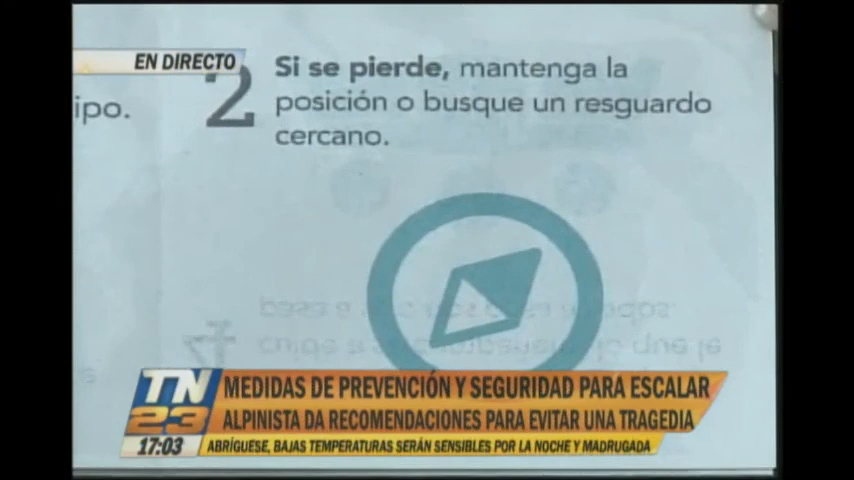 EN DIRECTO
ipo.
2
Si se pierde, mantenga la
posición o busque un resguardo
cercano.
TN
23
MEDIDAS DE PREVENCIÓN Y SEGURIDAD PARA ESCALAR
ALPINISTA DA RECOMENDACIONES PARA EVITAR UNA TRAGEDIA
17:03
ABRÍGUESE, BAJAS TEMPERATURAS SERÁN SENSIBLES POR LA NOCHE Y MADRUGADA